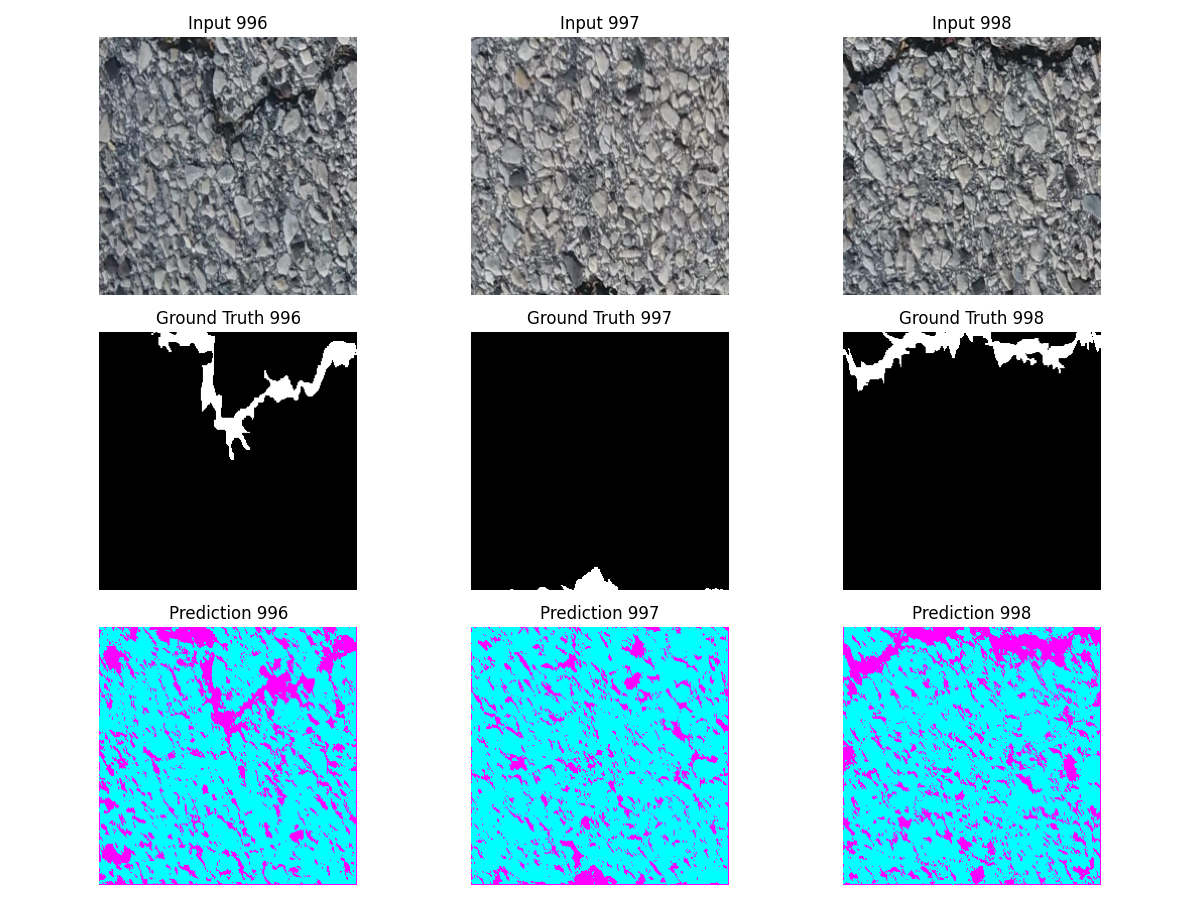 Input 996
Input 997
Input 998
Ground Truth 996
Ground Truth 997
Ground Truth 998
Prediction 996
Prediction 997
Prediction 998